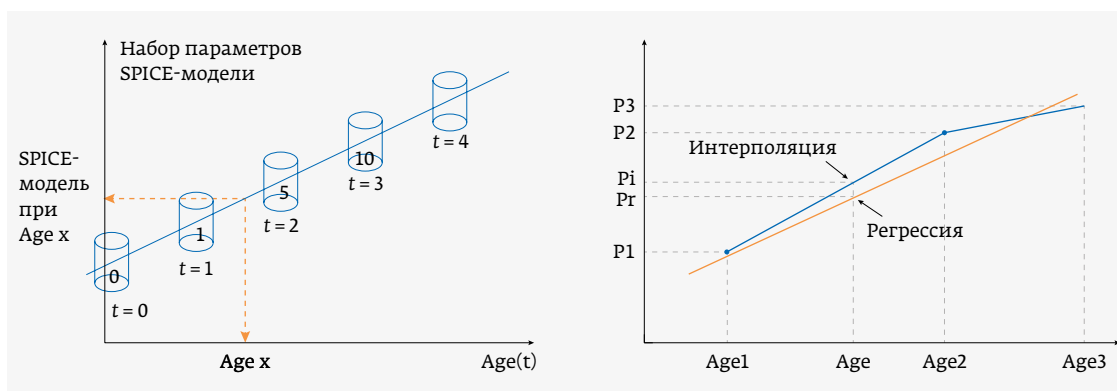 Набор параметров
SPICE-модели
SPICE-
модель
при
Age x
0
t = 0
1
t = 1
5
t = 2
10
t = 3
t = 4
Age x
Age(t)
P3
P2
Pi
Pr
P1
Интерполяция
Регрессия
Age1
Age
Age2
Age3